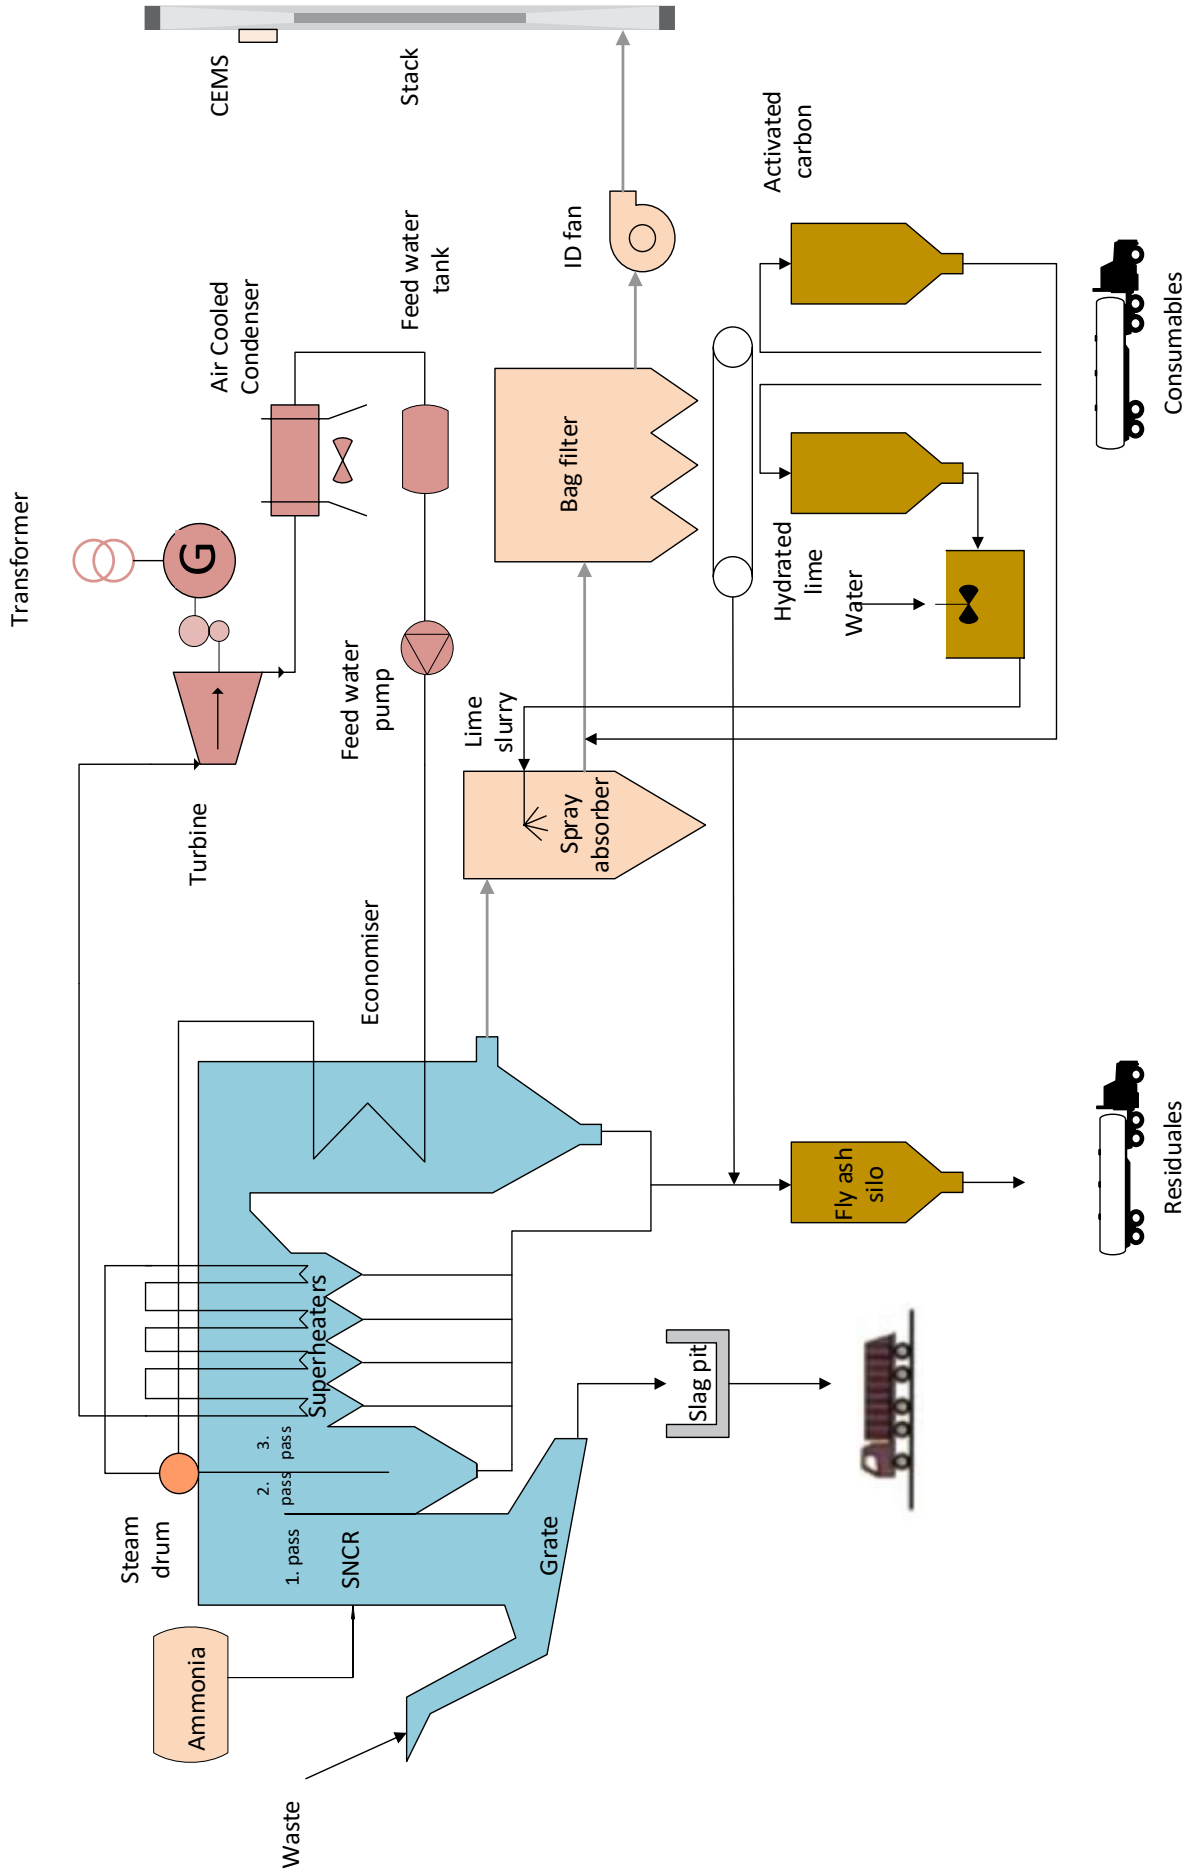 Waste
Ammonia
Steam
drum
1. pass
2.
pass
3.
pass
SNCR
Grate
Superheaters
Economiser
Turbine
Transformer
G
Air Cooled
Condenser
Feed water
tank
Feed water
pump
CEMS
Stack
ID fan
Bag filter
Lime
slurry
Spray
absorber
Hydrated
lime
Water
Activated
carbon
Slag pit
Fly ash
silo
Residuales
Consumables